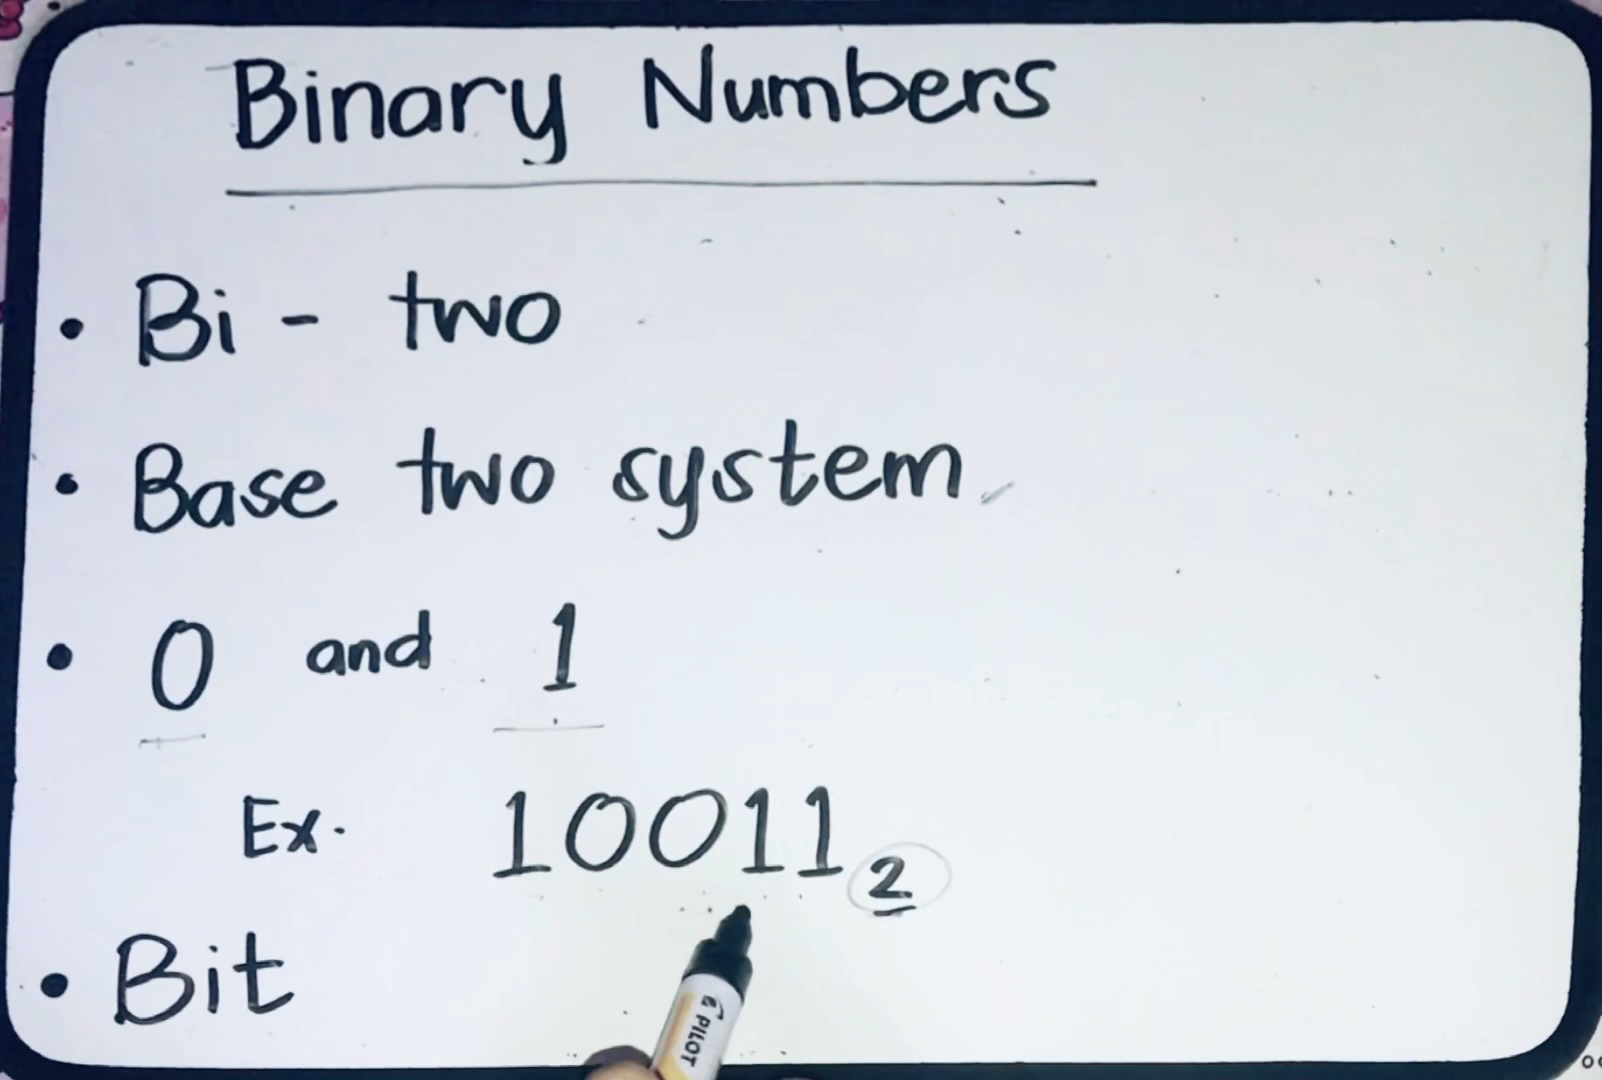 Binary Numbers
• Bi - two
• Base two system
• 0 and 1
Ex. 10011₂
• Bit
PILOT